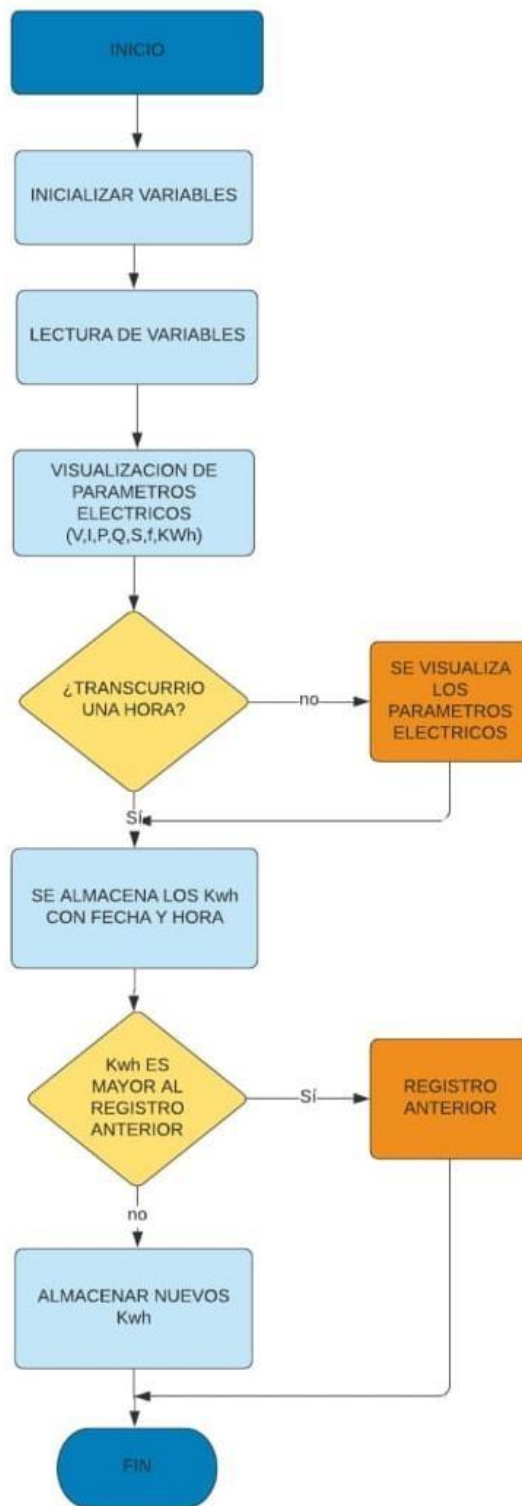 INICIO
INICIALIZAR VARIABLES
LECTURA DE VARIABLES
VISUALIZACION DE
PARAMETROS
ELECTRICOS
(V,I,P,Q,S,f,KWh)
¿TRANSCURRIO
UNA HORA?
no
SE VISUALIZA
LOS
PARAMETROS
ELECTRICOS
Sí
SE ALMACENA LOS Kwh
CON FECHA Y HORA
Kwh ES
MAYOR AL
REGISTRO
ANTERIOR
Sí
REGISTRO
ANTERIOR
no
ALMACENAR NUEVOS
Kwh
FIN